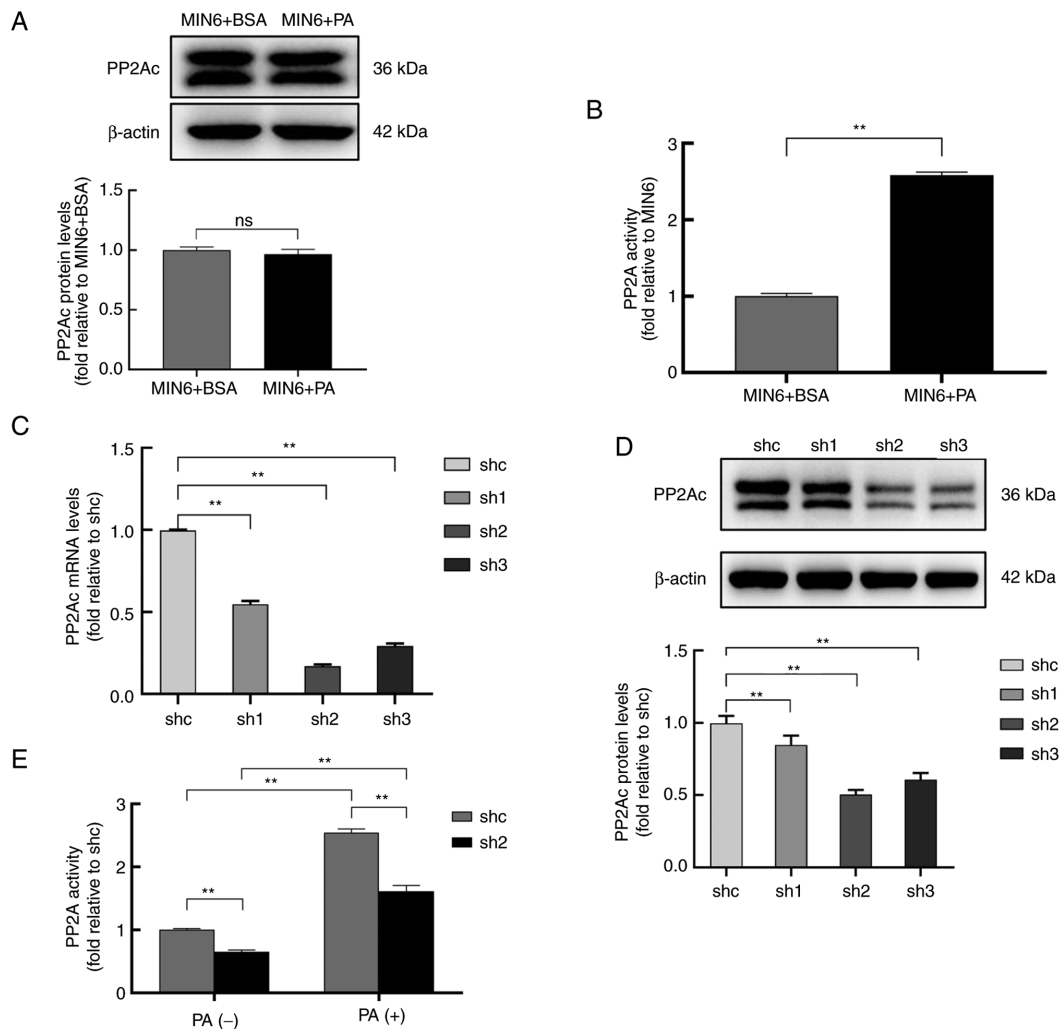 A
MIN6+BSA MIN6+PA
PP2Ac 36 kDa
β-actin 42 kDa
PP2Ac protein levels
(fold relative to MIN6+BSA)
1.5
1.0
0.5
0.0
ns
MIN6+BSA MIN6+PA
B
PP2A activity
(fold relative to MIN6)
3
2
1
0
**
MIN6+BSA MIN6+PA
C
PP2Ac mRNA levels
(fold relative to shc)
1.5
1.0
0.5
0.0
**
**
**
shc
sh1
sh2
sh3
shc sh1 sh2 sh3
D
shc sh1 sh2 sh3
PP2Ac 36 kDa
β-actin 42 kDa
PP2Ac protein levels
(fold relative to shc)
1.5
1.0
0.5
0.0
**
**
**
shc
sh1
sh2
sh3
shc sh1 sh2 sh3
E
PP2A activity
(fold relative to shc)
3
2
1
0
**
**
**
**
shc
sh2
PA (−) PA (+)